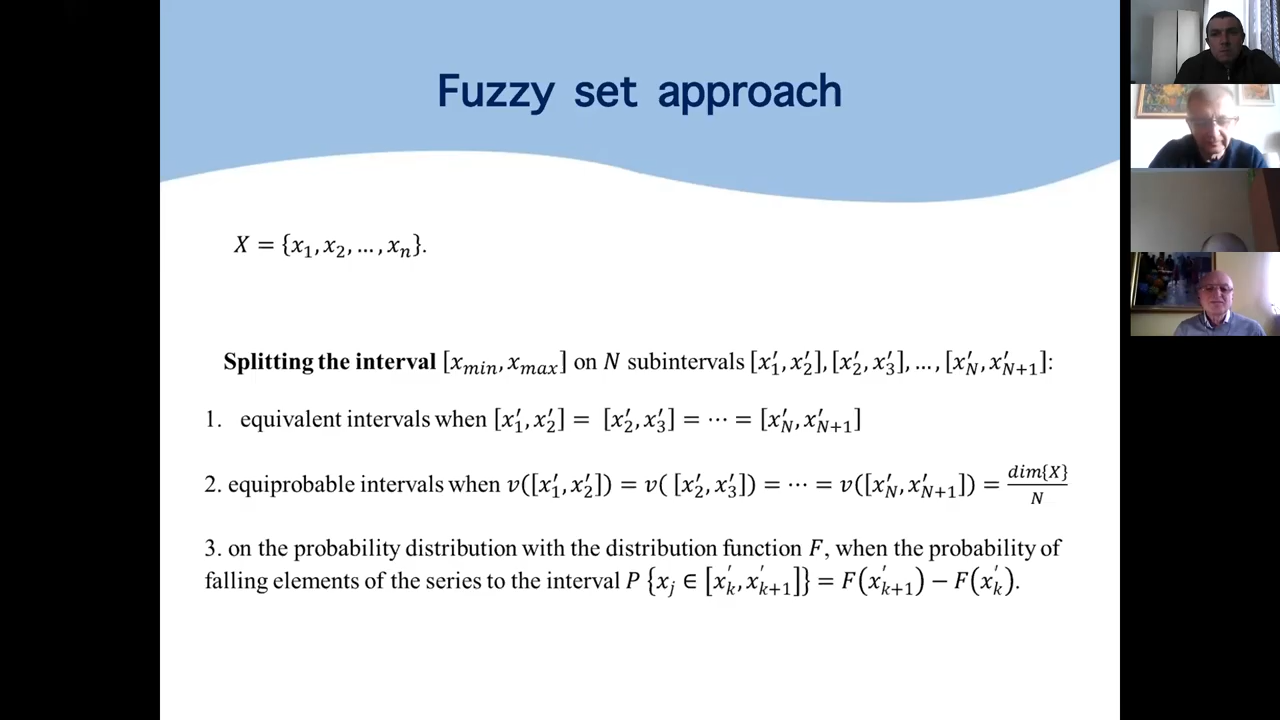 Fuzzy set approach
X = {x₁, x₂, … , xₙ}.
Splitting the interval [x_min, x_max] on N subintervals [x′₁, x′₂], [x′₂, x′₃], … , [x′_N, x′_{N+1}]:
1. equivalent intervals when [x′₁, x′₂] = [x′₂, x′₃] = ⋯ = [x′_N, x′_{N+1}]
2. equiprobable intervals when v([x′₁, x′₂]) = v( [x′₂, x′₃]) = ⋯ = v([x′_N, x′_{N+1}]) = dim{X}/N
3. on the probability distribution with the distribution function F, when the probability of
falling elements of the series to the interval P {x_j ∈ [x′_k, x′_{k+1}]} = F(x′_{k+1}) − F(x′_k).